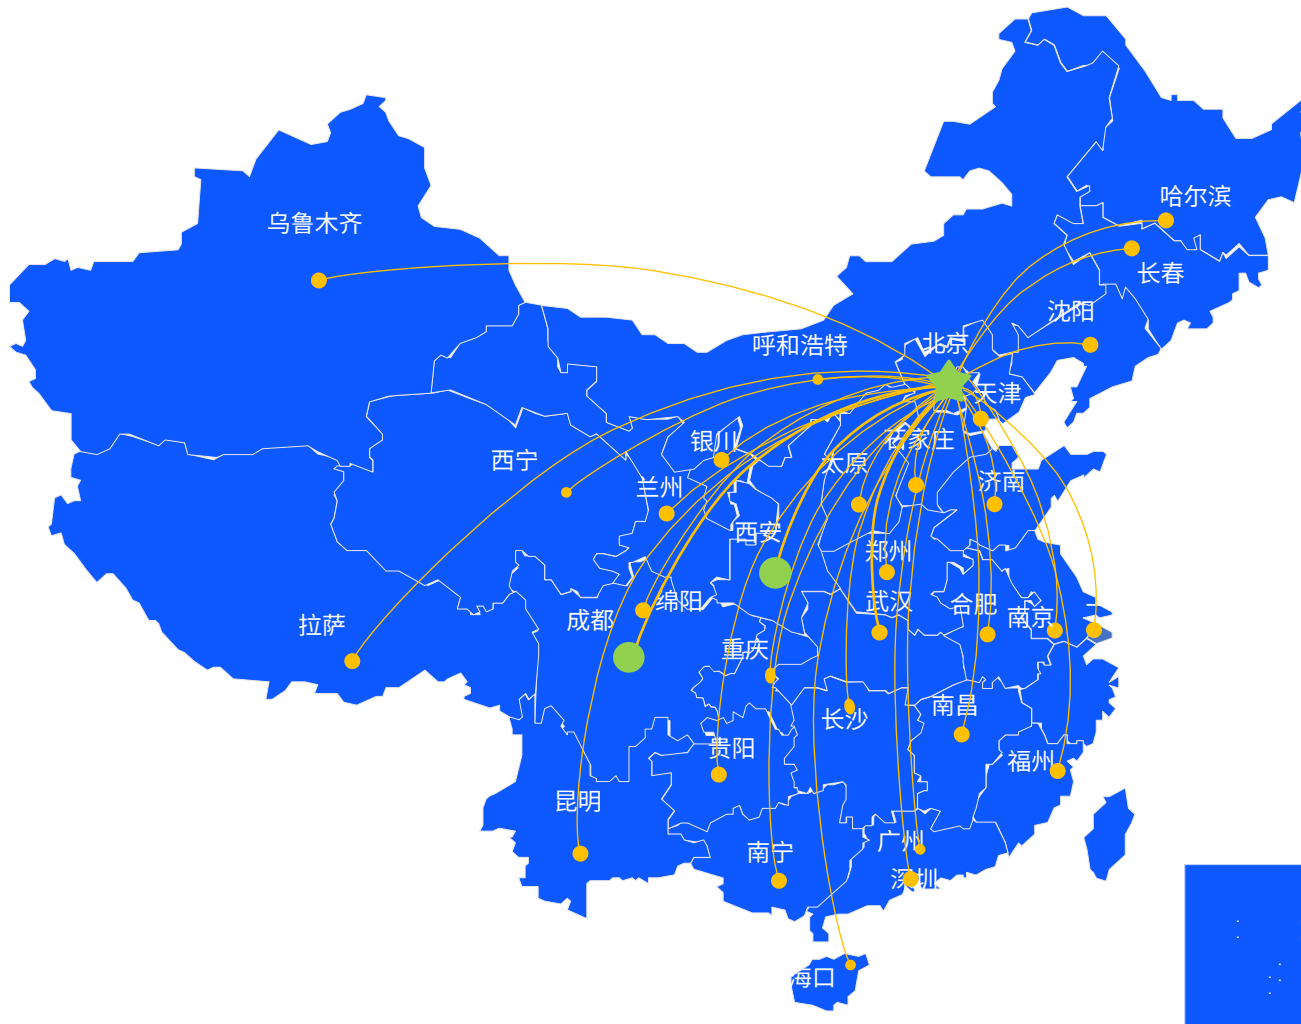 哈尔滨
乌鲁木齐
长春
沈阳
呼和浩特
北京
天津
石家庄
银川
太原
西宁
济南
兰州
西安
郑州
绵阳
武汉
合肥
南京
成都
拉萨
重庆
南昌
长沙
贵阳
福州
昆明
广州
南宁
深圳
海口